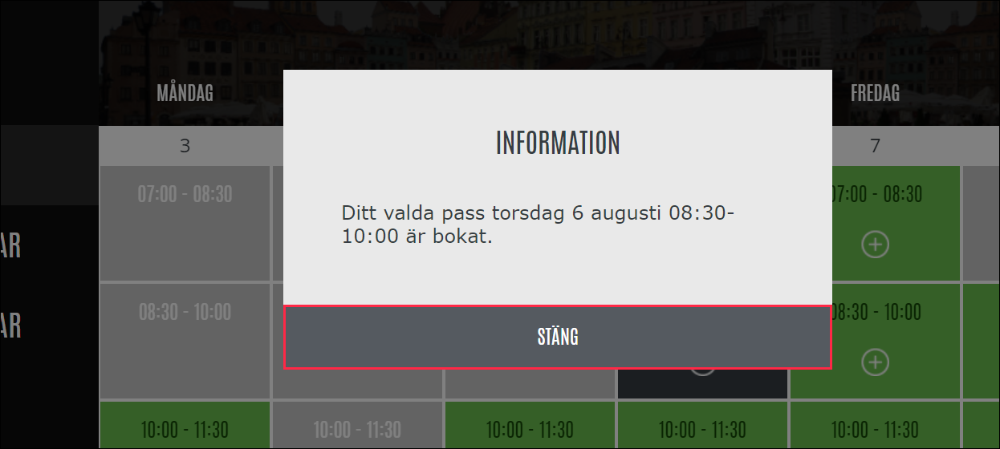 MÅNDAG
FREDAG
3
7
INFORMATION
Ditt valda pass torsdag 6 augusti 08:30-
10:00 är bokat.
STÄNG
07:00 - 08:30
07:00 - 08:30
AR
08:30 - 10:00
08:30 - 10:00
AR
10:00 - 11:30
10:00 - 11:30
10:00 - 11:30
10:00 - 11:30
10:00 - 11:30